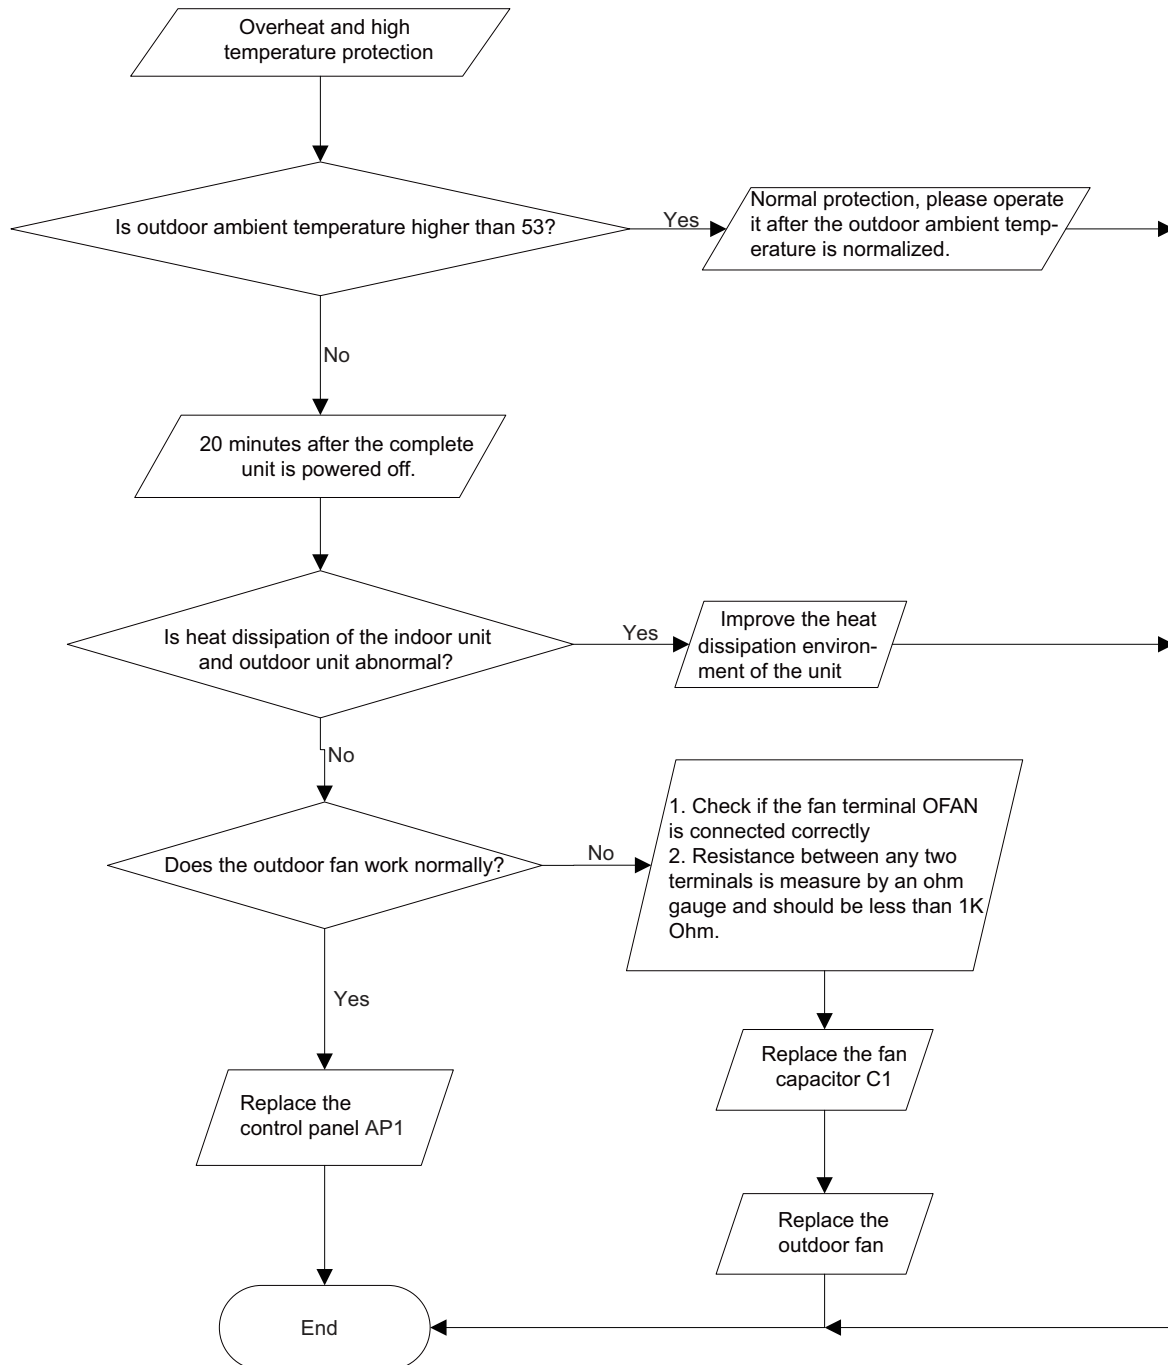 Overheat and high
temperature protection
Is outdoor ambient temperature higher than 53?
Yes
Normal protection, please operate
it after the outdoor ambient temp-
erature is normalized.
No
20 minutes after the complete
unit is powered off.
Is heat dissipation of the indoor unit
and outdoor unit abnormal?
Yes
Improve the heat
dissipation environ-
ment of the unit
No
Does the outdoor fan work normally?
No
1. Check if the fan terminal OFAN
is connected correctly
2. Resistance between any two
terminals is measure by an ohm
gauge and should be less than 1K
Ohm.
Yes
Replace the fan
capacitor C1
Replace the
control panel AP1
Replace the
outdoor fan
End